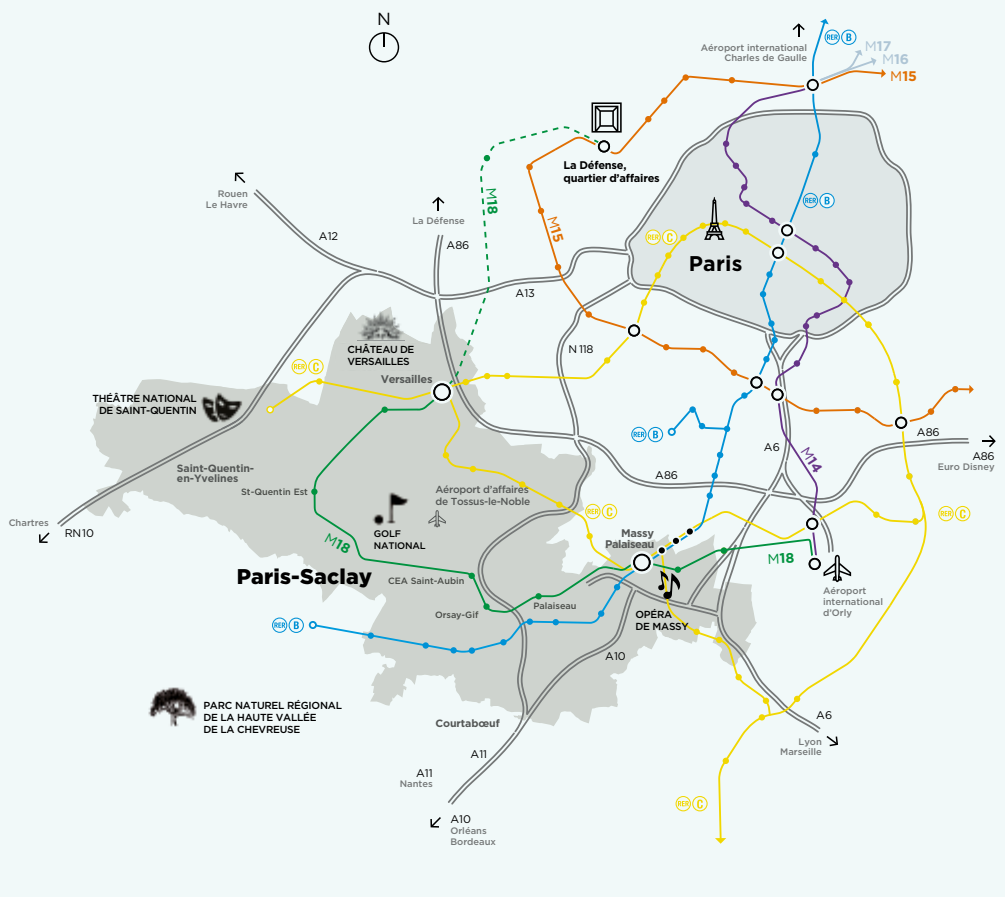 N
RER B
M17
M16
M15
Aéroport international
Charles de Gaulle
La Défense,
quartier d'affaires
Rouen
Le Havre
La Défense
A12
A86
M18
M15
RER B
RER C
Paris
A13
N 118
CHÂTEAU DE
VERSAILLES
RER C
Versailles
THÉÂTRE NATIONAL
DE SAINT-QUENTIN
RER B
A6
M14
A86
A86
Euro Disney
Saint-Quentin-
en-Yvelines
St-Quentin Est
A86
Aéroport d'affaires
de Tossus-le-Noble
RER C
RER C
Chartres
RN10
GOLF
NATIONAL
M18
Massy
Palaiseau
M18
Paris-Saclay
CEA Saint-Aubin
Orsay-Gif
Palaiseau
OPÉRA
DE MASSY
Aéroport
international
d'Orly
RER B
A10
PARC NATUREL RÉGIONAL
DE LA HAUTE VALLÉE
DE LA CHEVREUSE
Courtabœuf
A6
Lyon
Marseille
A11
A11
Nantes
RER C
A10
Orléans
Bordeaux